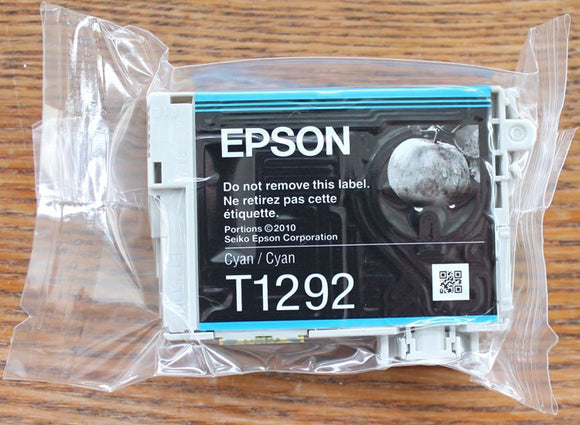 EPSON
Do not remove this label.
Ne retirez pas cette
étiquette.
Portions ©2010
Seiko Epson Corporation
Cyan / Cyan
T1292